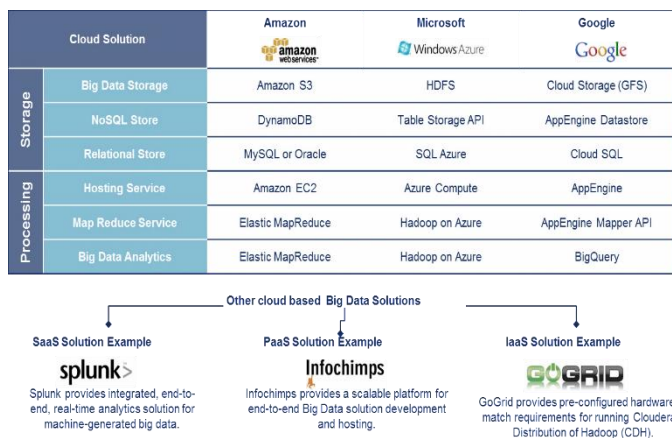 Cloud Solution
Amazon
Microsoft
Google
amazon
webservices™
Windows Azure
Google
Storage
Big Data Storage
Amazon S3
HDFS
Cloud Storage (GFS)
NoSQL Store
DynamoDB
Table Storage API
AppEngine Datastore
Relational Store
MySQL or Oracle
SQL Azure
Cloud SQL
Processing
Hosting Service
Amazon EC2
Azure Compute
AppEngine
Map Reduce Service
Elastic MapReduce
Hadoop on Azure
AppEngine Mapper API
Big Data Analytics
Elastic MapReduce
Hadoop on Azure
BigQuery
Other cloud based Big Data Solutions
SaaS Solution Example
splunk>
Splunk provides integrated, end-to-
end, real-time analytics solution for
machine-generated big data.
PaaS Solution Example
Infochimps
Infochimps provides a scalable platform for
end-to-end Big Data solution development
and hosting.
IaaS Solution Example
GOGRID
GoGrid provides pre-configured hardware
match requirements for running Cloudera
Distribution of Hadoop (CDH).